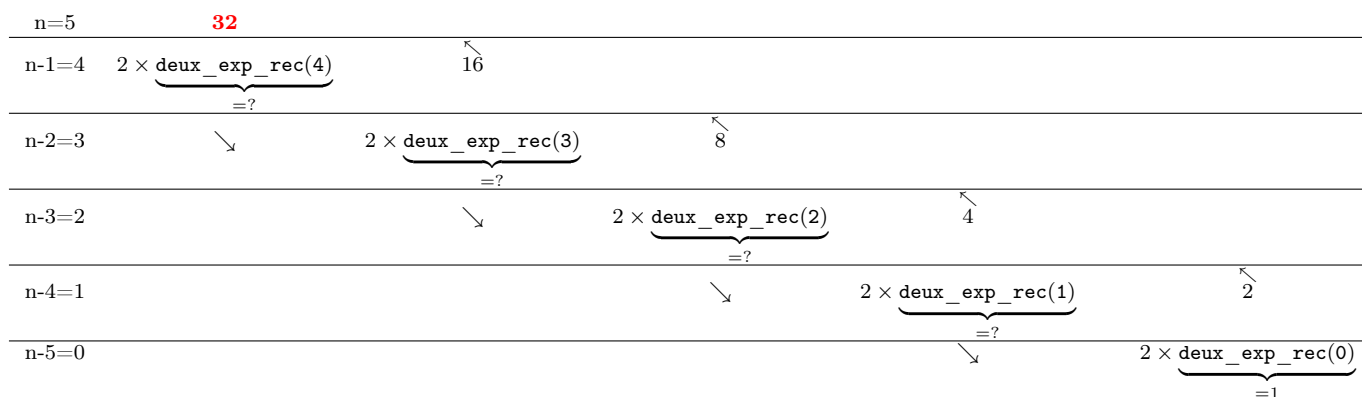 n=5 32
n-1=4 2 × deux_exp_rec(4) =? ↖ 16
n-2=3 ↘ 2 × deux_exp_rec(3) =? ↖ 8
n-3=2 ↘ 2 × deux_exp_rec(2) =? ↖ 4
n-4=1 ↘ 2 × deux_exp_rec(1) =? ↖ 2
n-5=0 ↘ 2 × deux_exp_rec(0) =1